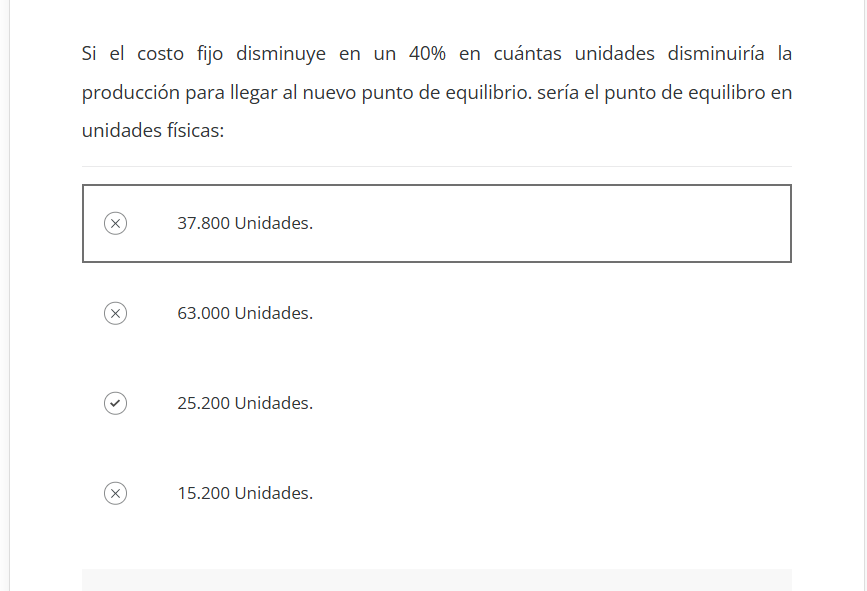 Si el costo fijo disminuye en un 40% en cuántas unidades disminuiría la
producción para llegar al nuevo punto de equilibrio. sería el punto de equilibro en
unidades físicas:
37.800 Unidades.
63.000 Unidades.
25.200 Unidades.
15.200 Unidades.